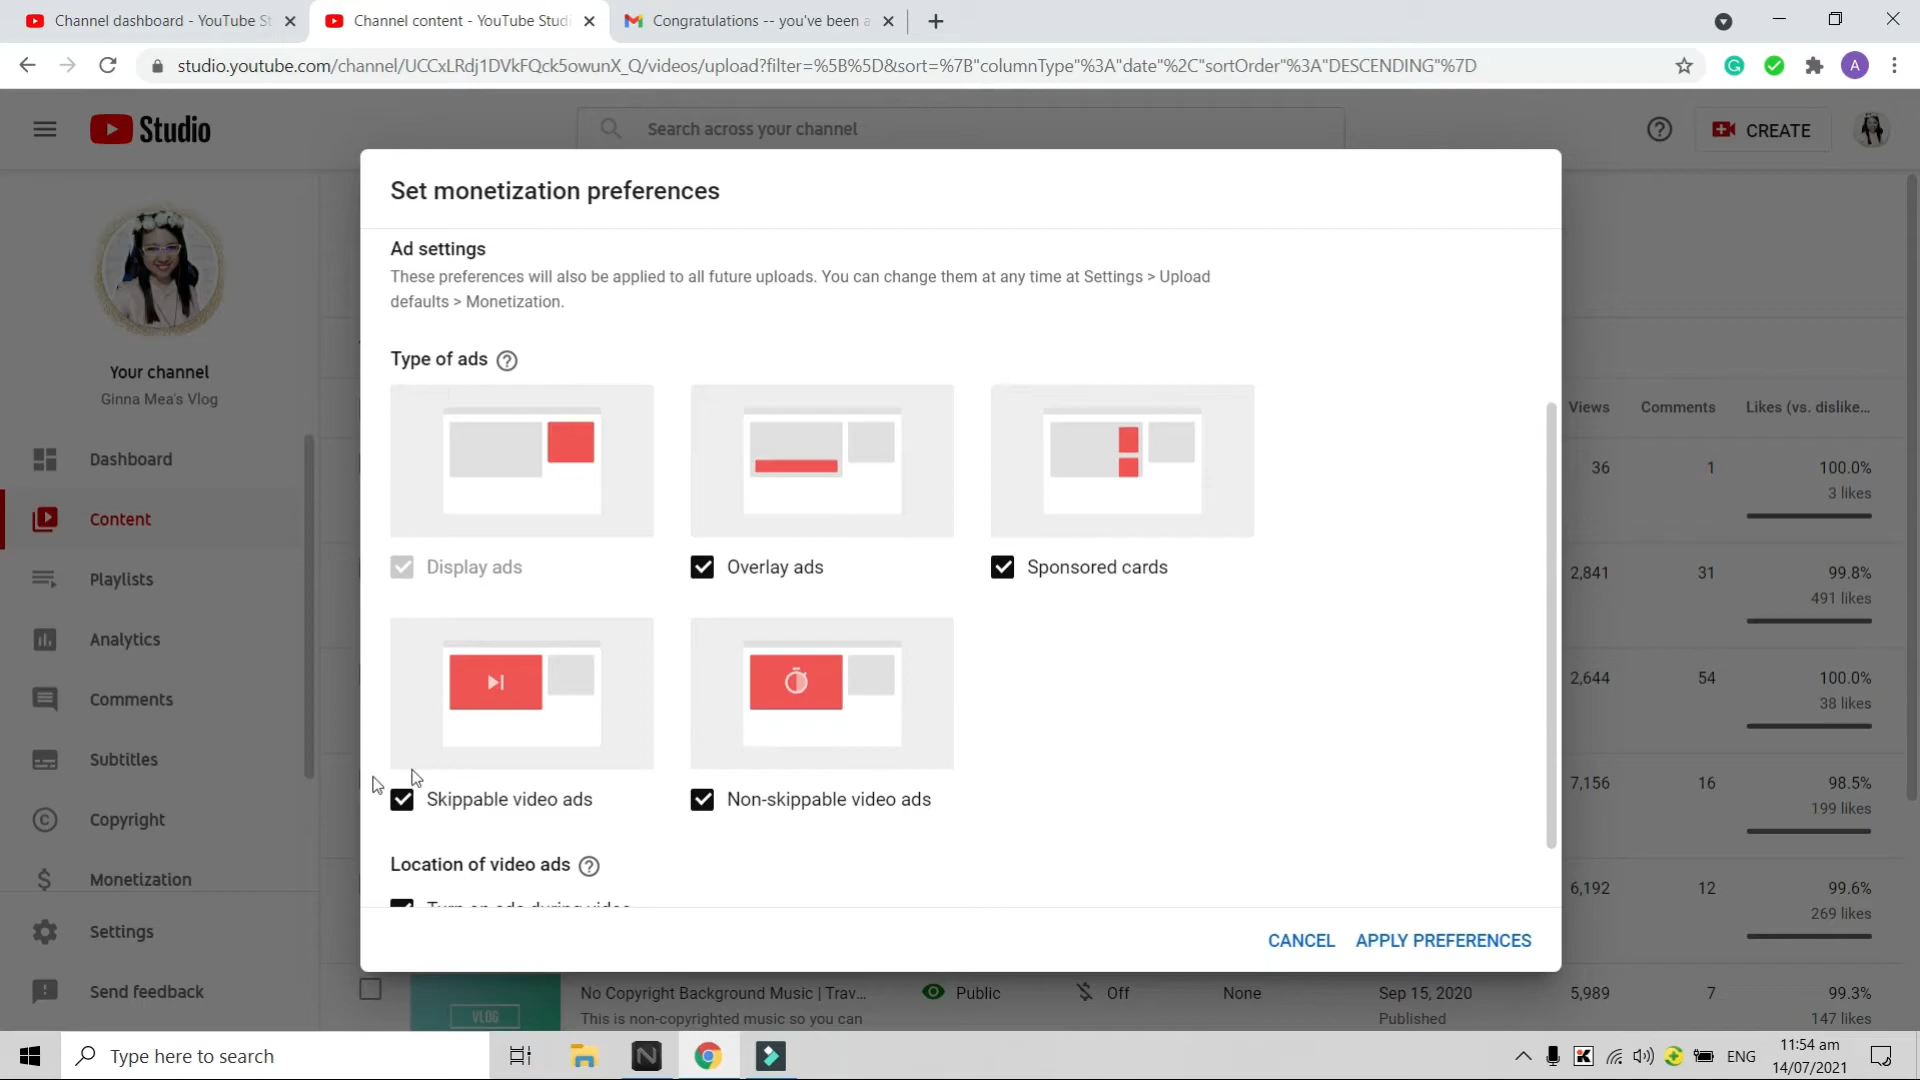 Channel dashboard - YouTube St
Channel content - YouTube Studi
Congratulations -- you've been a
studio.youtube.com/channel/UCCxLRdj1DVkFQck5owunX_Q/videos/upload?filter=%5B%5D&sort=%7B"columnType"%3A"date"%2C"sortOrder"%3A"DESCENDING"%7D
A
Studio
Search across your channel
CREATE
Your channel
Ginna Mea's Vlog
Dashboard
Content
Playlists
Analytics
Comments
Subtitles
Copyright
Monetization
Settings
Send feedback
Set monetization preferences
Ad settings
These preferences will also be applied to all future uploads. You can change them at any time at Settings > Upload
defaults > Monetization.
Type of ads
Display ads
Overlay ads
Sponsored cards
Skippable video ads
Non-skippable video ads
Location of video ads
Turn on ads during video
CANCEL
APPLY PREFERENCES
Views Comments Likes (vs. dislike...
36 1 100.0%
3 likes
2,841 31 99.8%
491 likes
2,644 54 100.0%
38 likes
7,156 16 98.5%
199 likes
6,192 12 99.6%
269 likes
VLOG
No Copyright Background Music | Trav... Public Off None Sep 15, 2020 5,989 7 99.3%
This is non-copyrighted music so you can Published 147 likes
Type here to search
ENG
11:54 am
14/07/2021